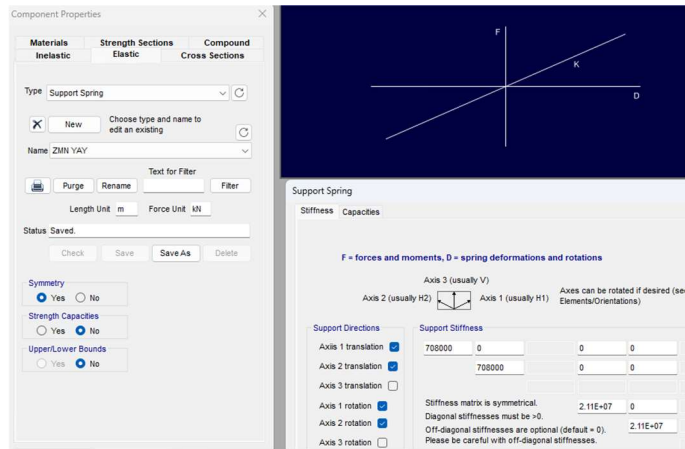 Component Properties
Materials Strength Sections Compound
Inelastic Elastic Cross Sections
Type Support Spring
New
Choose type and name to
edit an existing
Name ZMN YAY
Text for Filter
Purge Rename Filter
Length Unit m Force Unit kN
Status Saved.
Check Save Save As Delete
Symmetry
Yes No
Strength Capacities
Yes No
Upper/Lower Bounds
Yes No
F
K
D
Support Spring
Stiffness Capacities
F = forces and moments, D = spring deformations and rotations
Axis 3 (usually V)
Axis 2 (usually H2) Axis 1 (usually H1)
Axes can be rotated if desired (see
Elements/Orientations)
Support Directions
Support Stiffness
Axiis 1 translation 708000 0 0 0
Axis 2 translation 708000 0 0
Axis 3 translation
Axis 1 rotation 2.11E+07 0
Axis 2 rotation 2.11E+07
Axis 3 rotation
Stiffness matrix is symmetrical.
Diagonal stiffnesses must be >0.
Off-diagonal stiffnesses are optional (default = 0).
Please be careful with off-diagonal stiffnesses.